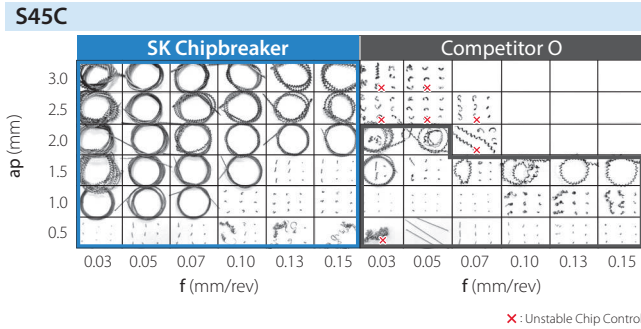 S45C
SK Chipbreaker Competitor O
3.0
2.5
2.0
1.5
1.0
0.5
ap (mm)
0.03 0.05 0.07 0.10 0.13 0.15 0.03 0.05 0.07 0.10 0.13 0.15
f (mm/rev) f (mm/rev)
× : Unstable Chip Control